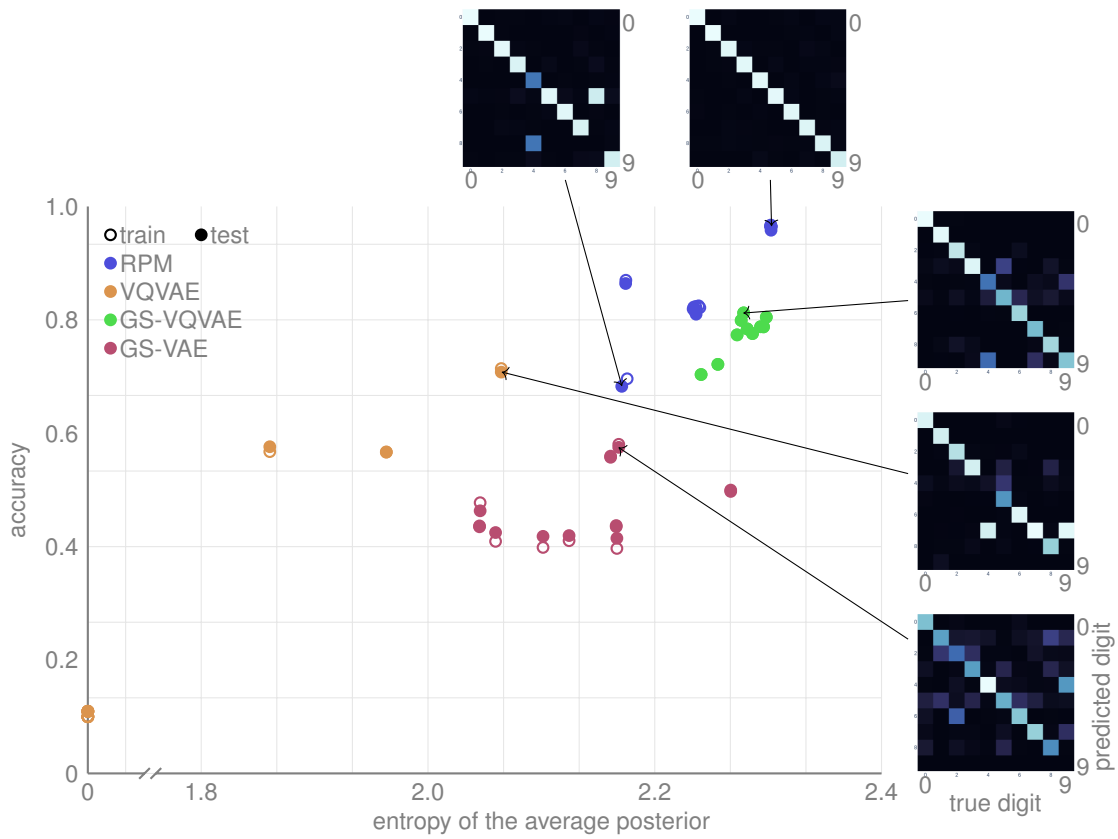 0
9
0 9
0
9
0 9
1.0
train test
RPM
VQVAE
GS-VQVAE
GS-VAE
0.8
0.6
0.4
0.2
0
accuracy
0 1.8 2.0 2.2 2.4
entropy of the average posterior
0
9
0 9
0
9
0 9
0
9
0 9
predicted digit
true digit